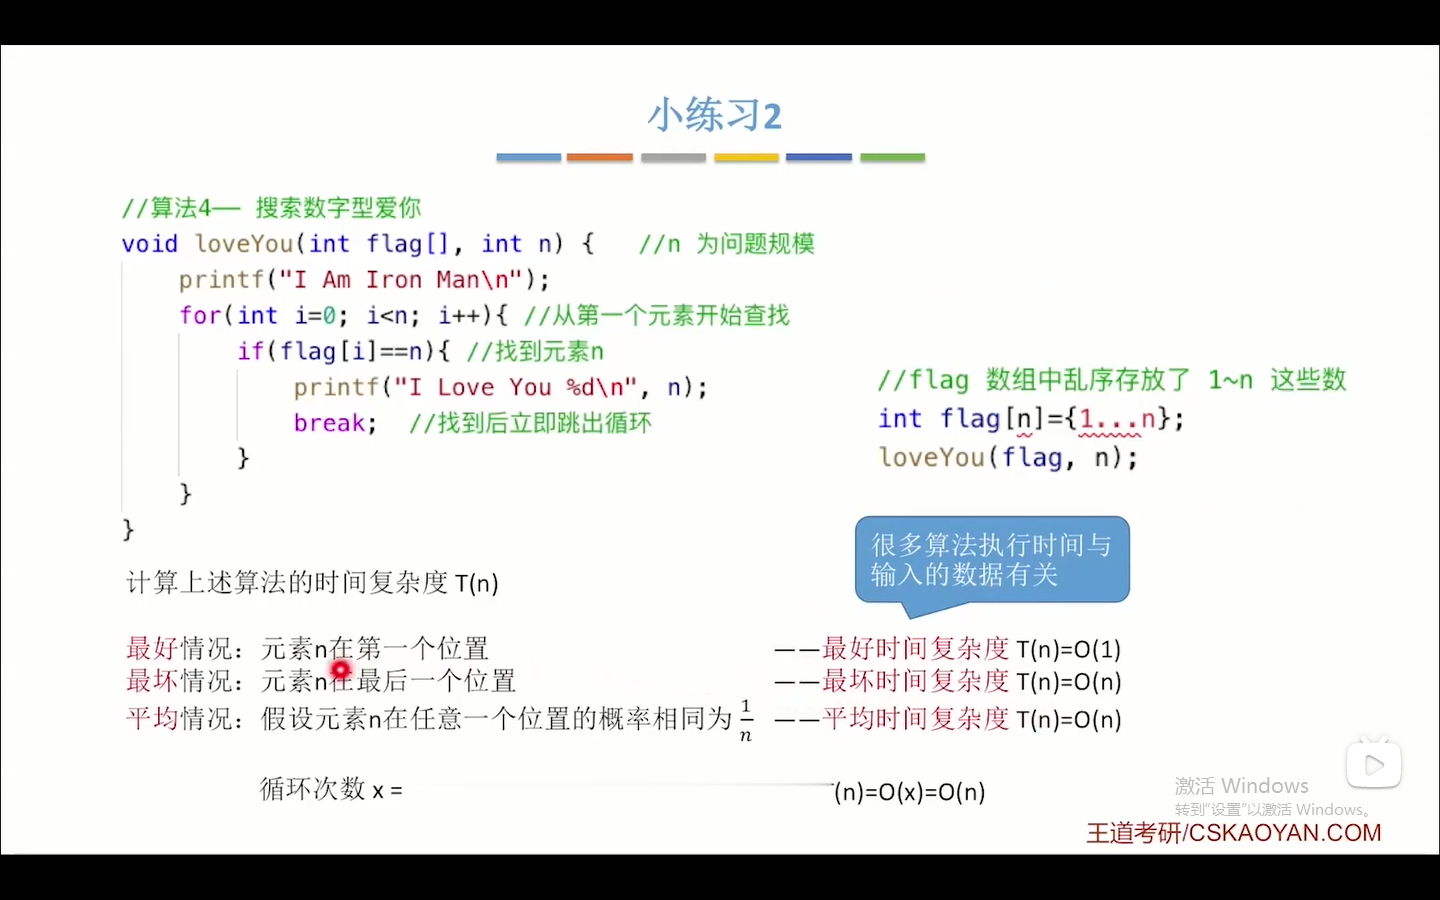 小练习2
//算法4—— 搜索数字型爱你
void loveYou(int flag[], int n) {   //n 为问题规模
    printf("I Am Iron Man\n");
    for(int i=0; i<n; i++){ //从第一个元素开始查找
        if(flag[i]==n){ //找到元素n
            printf("I Love You %d\n", n);
            break;  //找到后立即跳出循环
        }
    }
}
//flag 数组中乱序存放了 1~n 这些数
int flag[n]={1...n};
loveYou(flag, n);
很多算法执行时间与
输入的数据有关
计算上述算法的时间复杂度 T(n)
最好情况：元素n在第一个位置 ——最好时间复杂度 T(n)=O(1)
最坏情况：元素n在最后一个位置 ——最坏时间复杂度 T(n)=O(n)
平均情况：假设元素n在任意一个位置的概率相同为 1/n ——平均时间复杂度 T(n)=O(n)
循环次数 x = (n)=O(x)=O(n)
激活 Windows
转到"设置"以激活 Windows。
王道考研/CSKAOYAN.COM